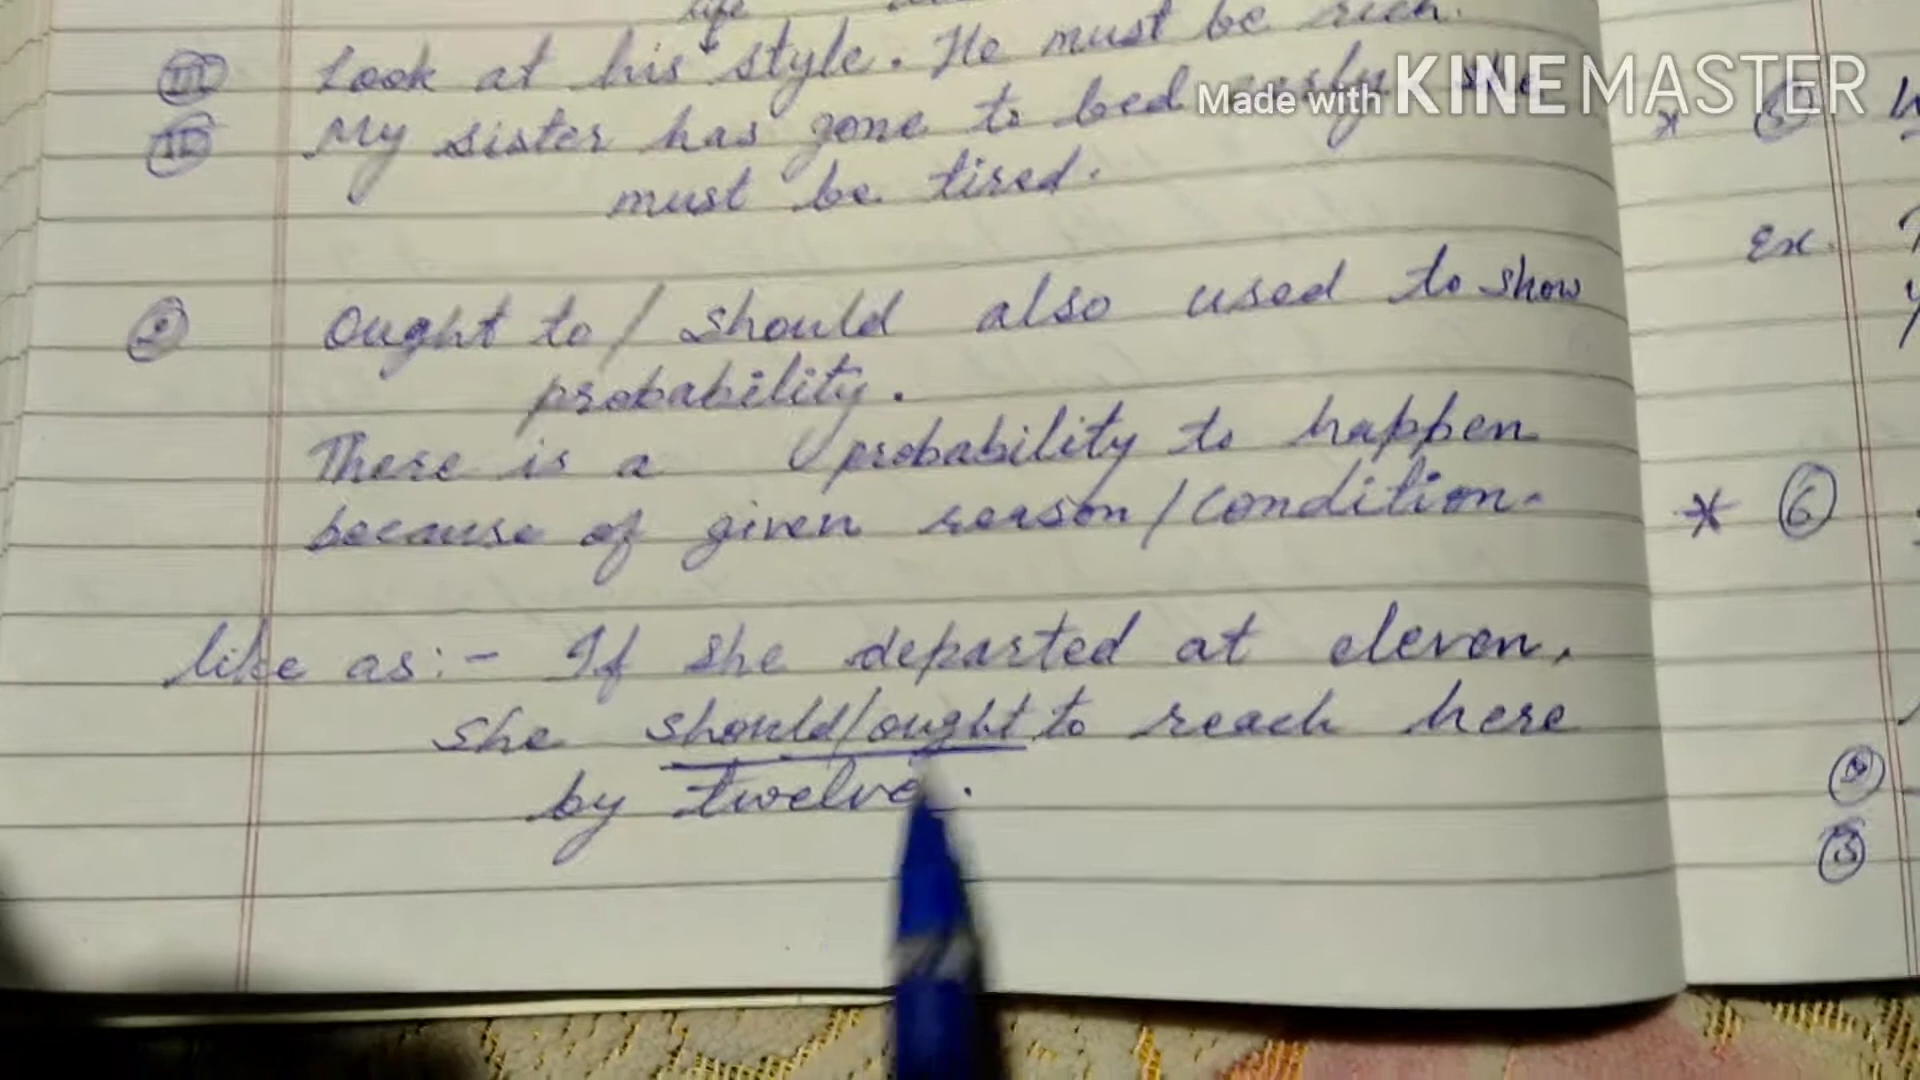 life
(III) Look at his style. He must be rich.
My sister has gone to bed early she
must be tired.
(2) Ought to / should also used to show
probability.
There is a probability to happen
because of given reason / condition.
like as:- If she departed at eleven,
she should/ought to reach here
by twelve.
Made with KINEMASTER
*
Ex.
* (6)